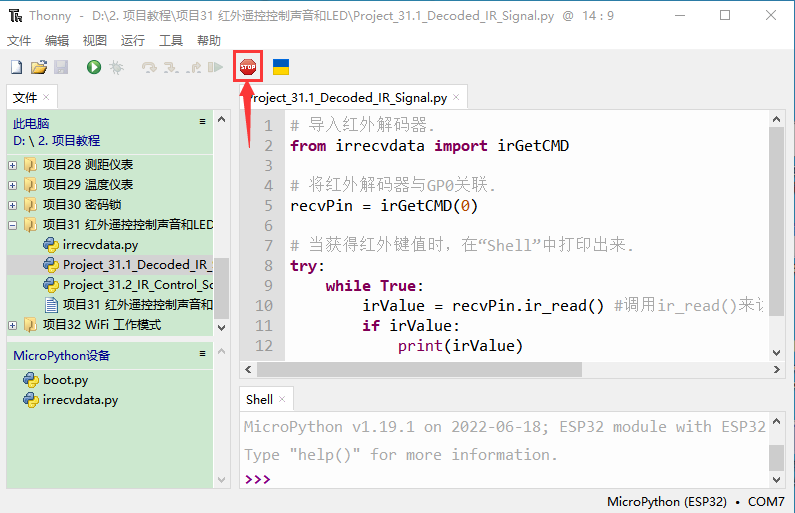 Thonny - D:\2. 项目教程\项目31 红外遥控控制声音和LED\Project_31.1_Decoded_IR_Signal.py @ 14 : 9
文件 编辑 视图 运行 工具 帮助
STOP
文件 ×
此电脑
D: \ 2. 项目教程
项目28 测距仪表
项目29 温度仪表
项目30 密码锁
项目31 红外遥控控制声音和LED
irrecvdata.py
Project_31.1_Decoded_IR_
Project_31.2_IR_Control_Sc
项目31 红外遥控控制声音和
项目32 WiFi 工作模式
MicroPython设备
boot.py
irrecvdata.py
Project_31.1_Decoded_IR_Signal.py ×
1 # 导入红外解码器.
2 from irrecvdata import irGetCMD
3
4 # 将红外解码器与GP0关联.
5 recvPin = irGetCMD(0)
6
7 # 当获得红外键值时，在“Shell”中打印出来.
8 try:
9 while True:
10 irValue = recvPin.ir_read() #调用ir_read()来
11 if irValue:
12 print(irValue)
Shell ×
MicroPython v1.19.1 on 2022-06-18; ESP32 module with ESP32
Type "help()" for more information.
>>>
MicroPython (ESP32) • COM7